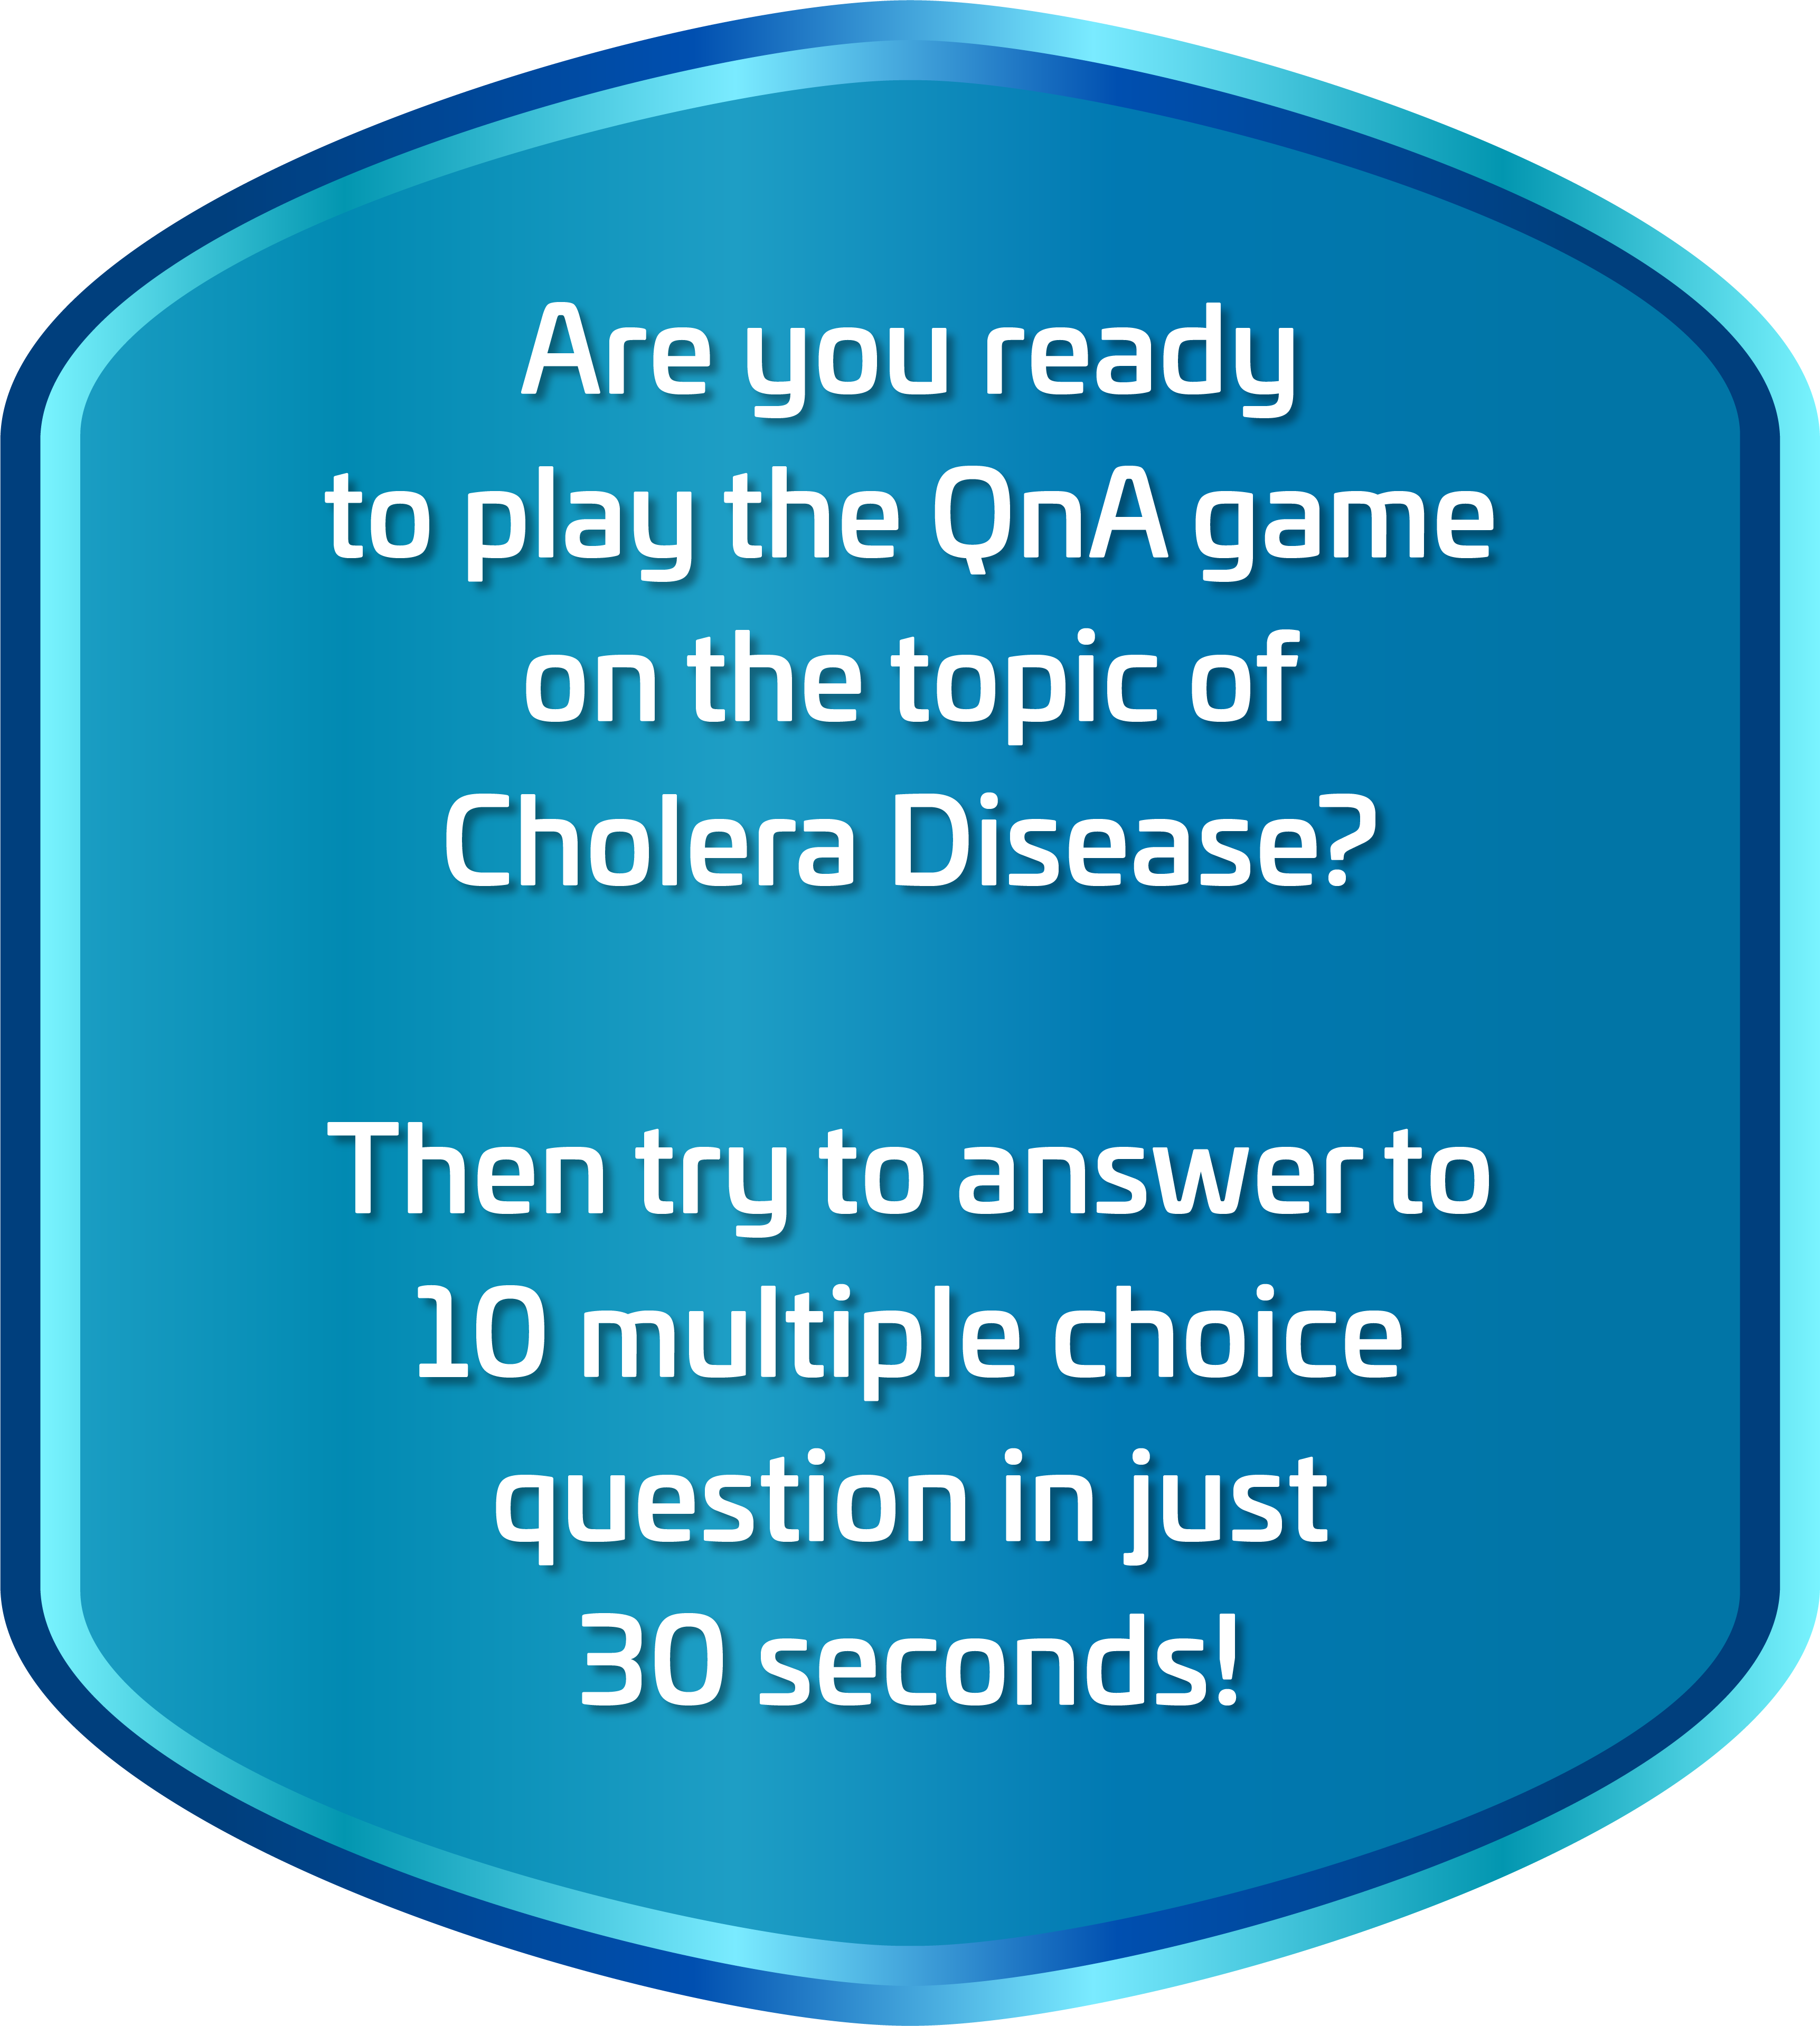 Are you ready
to play the QnA game
on the topic of
Cholera Disease?
Then try to answer to
10 multiple choice
question in just
30 seconds!